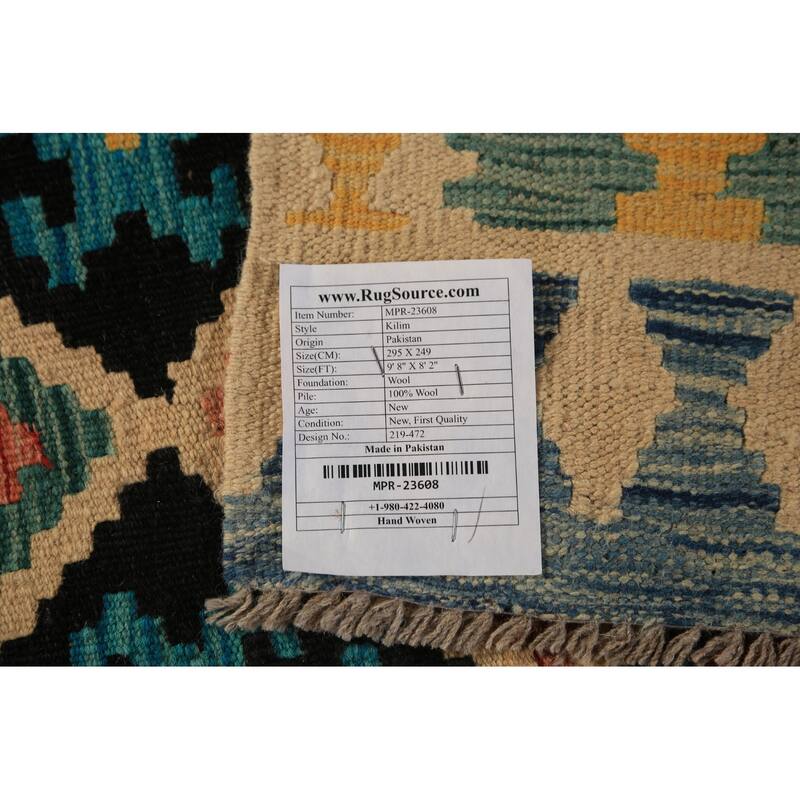 www.RugSource.com
Item Number: MPR-23608
Style Kilim
Origin Pakistan
Size(CM): 295 X 249
Size(FT): 9' 8" X 8' 2"
Foundation: Wool
Pile: 100% Wool
Age: New
Condition: New, First Quality
Design No.: 219-472
Made in Pakistan
MPR-23608
+1-980-422-4080
Hand Woven